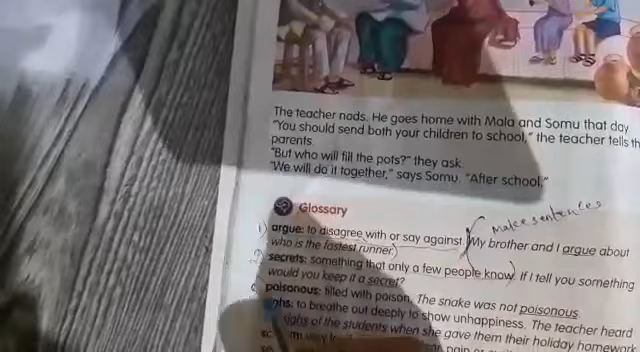 The teacher nods. He goes home with Mala and Somu that day.
"You should send both your children to school," the teacher tells th
parents.
"But who will fill the pots?" they ask.
"We will do it together," says Somu. "After school."
Glossary
Make sentences
1) argue: to disagree with or say against. (My brother and I argue about
who is the fastest runner.)
2) secrets: something that only a few people know. If I tell you something
would you keep it a secret?
poisonous: filled with poison. The snake was not poisonous.
ghs: to breathe out deeply to show unhappiness. The teacher heard
sighs of the students when she gave them their holiday homework.